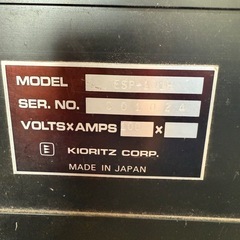 MODEL
SER. NO.
VOLTS×AMPS ×
KIORITZ CORP.
MADE IN JAPAN